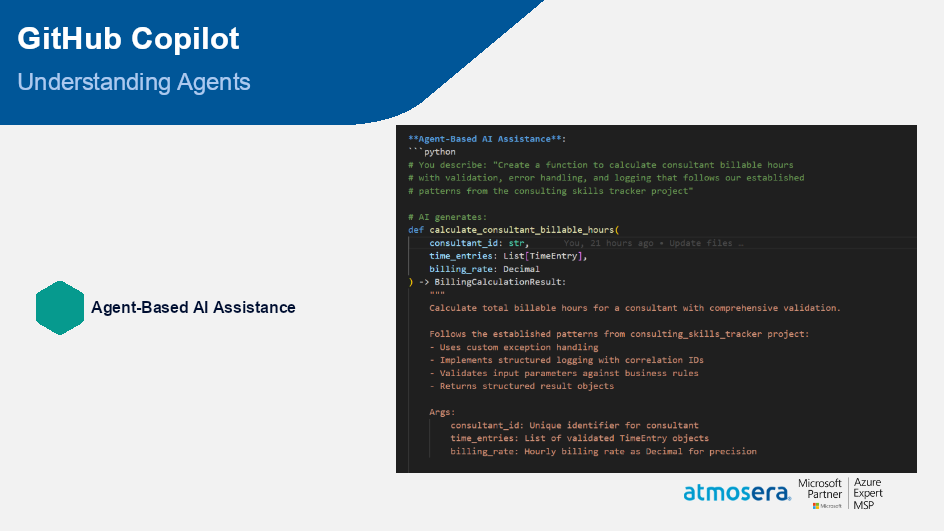 GitHub Copilot
Understanding Agents
**Agent-Based AI Assistance**:
```python
# You describe: "Create a function to calculate consultant billable hours
# with validation, error handling, and logging that follows our established
# patterns from the consulting skills tracker project"
# AI generates:
def calculate_consultant_billable_hours(
consultant_id: str, You, 21 hours ago • Update files …
time_entries: List[TimeEntry],
billing_rate: Decimal
) -> BillingCalculationResult:
"""
Calculate total billable hours for a consultant with comprehensive validation.
Follows the established patterns from consulting_skills_tracker project:
- Uses custom exception handling
- Implements structured logging with correlation IDs
- Validates input parameters against business rules
- Returns structured result objects
Args:
consultant_id: Unique identifier for consultant
time_entries: List of validated TimeEntry objects
billing_rate: Hourly billing rate as Decimal for precision
Agent-Based AI Assistance
atmosera®
Microsoft
Partner
Microsoft
Azure
Expert
MSP